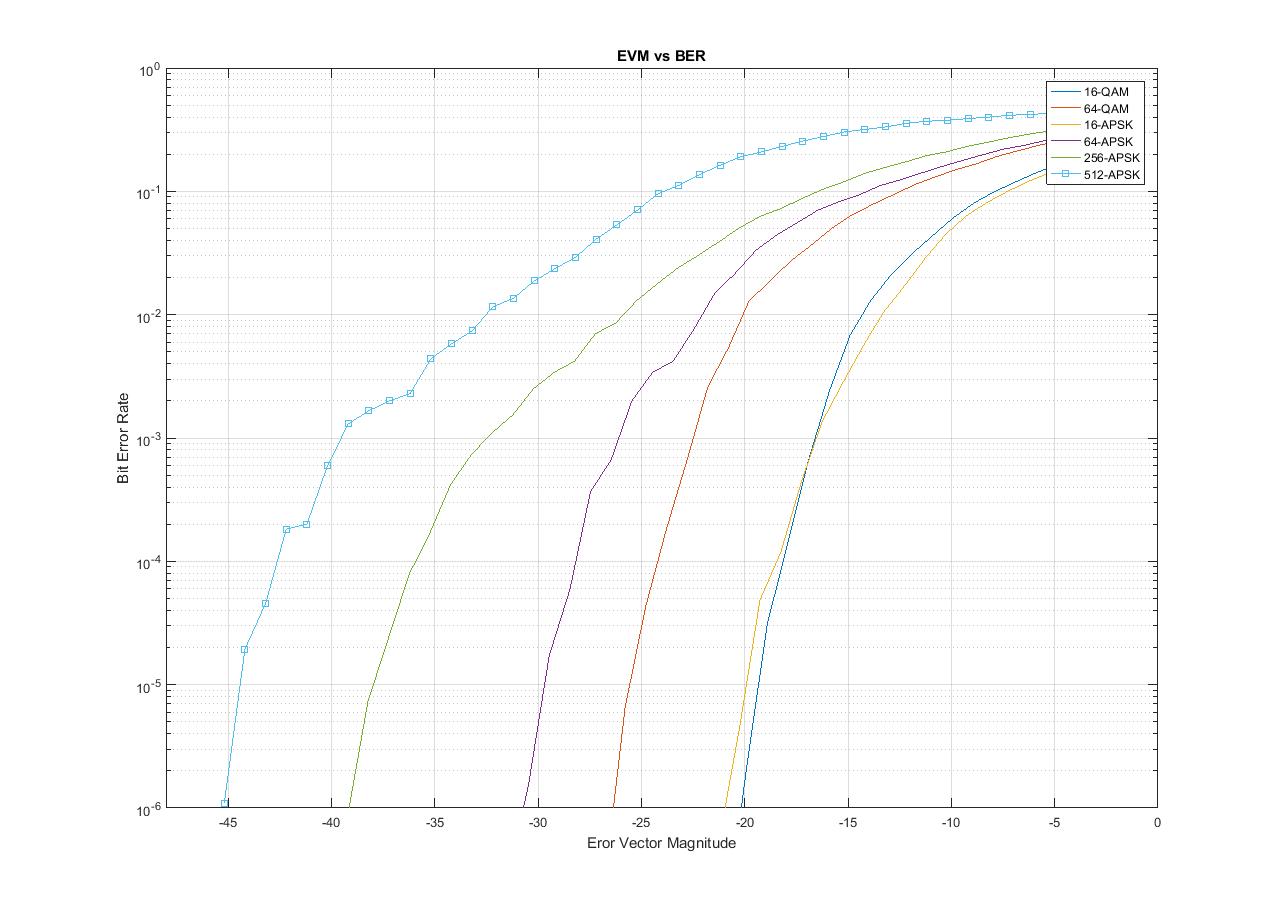 EVM vs BER
10^0
10^-1
10^-2
10^-3
10^-4
10^-5
10^-6
Bit Error Rate
16-QAM
64-QAM
16-APSK
64-APSK
256-APSK
512-APSK
-45 -40 -35 -30 -25 -20 -15 -10 -5 0
Eror Vector Magnitude